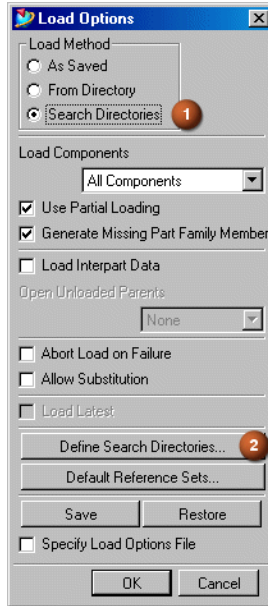 Load Options
Load Method
As Saved
From Directory
Search Directories
1
Load Components
All Components
Use Partial Loading
Generate Missing Part Family Member
Load Interpart Data
Open Unloaded Parents
None
Abort Load on Failure
Allow Substitution
Load Latest
Define Search Directories...
2
Default Reference Sets...
Save Restore
Specify Load Options File
OK Cancel